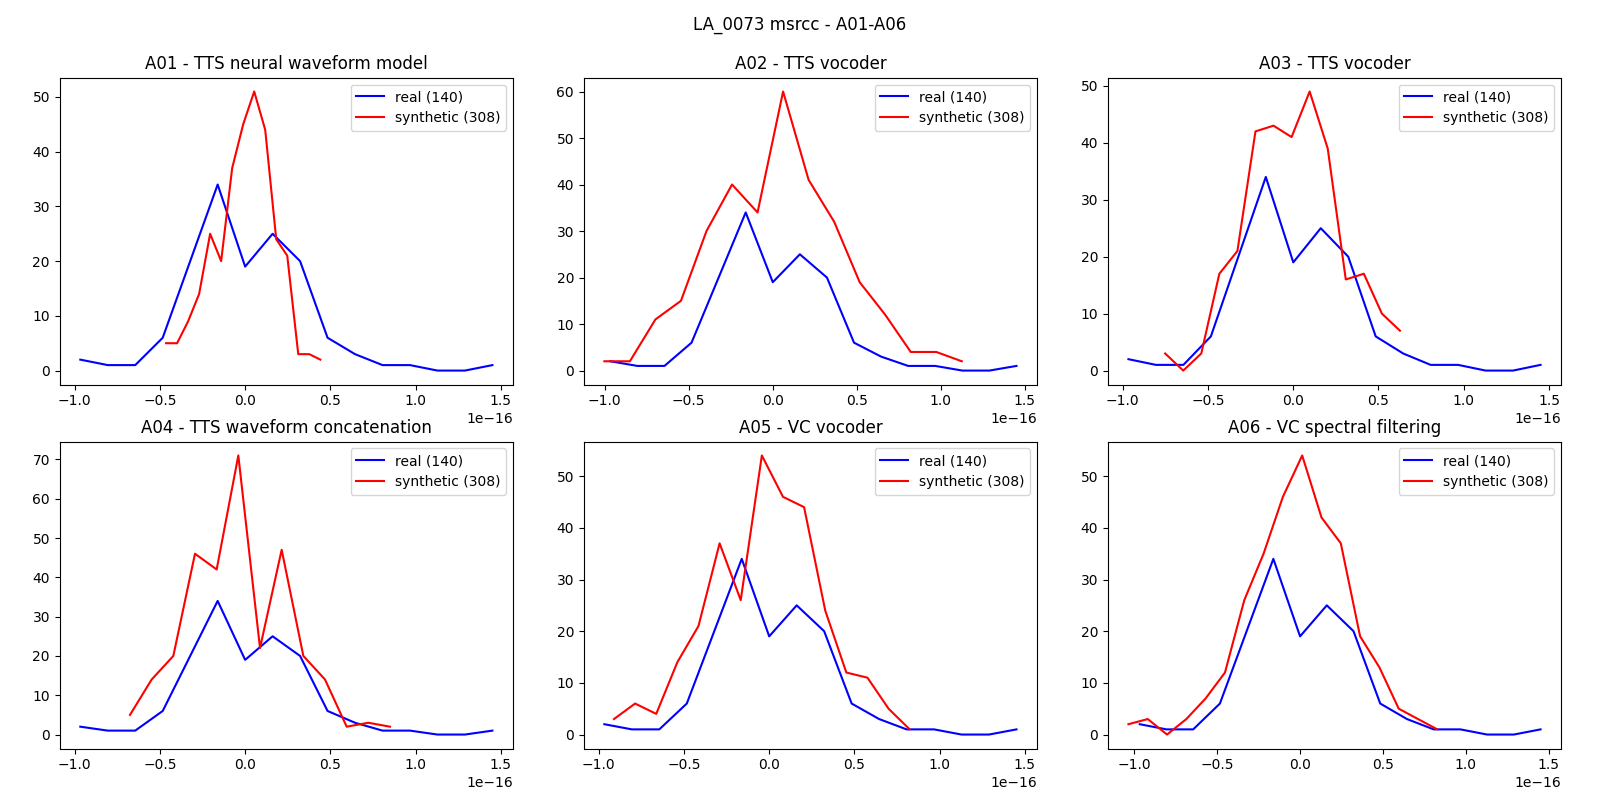 LA_0073 msrcc - A01-A06
A01 - TTS neural waveform model
A02 - TTS vocoder
A03 - TTS vocoder
real (140)
synthetic (308)
50
40
30
20
10
0
−1.0 −0.5 0.0 0.5 1.0 1.5
1e−16
real (140)
synthetic (308)
60
50
40
30
20
10
0
−1.0 −0.5 0.0 0.5 1.0 1.5
1e−16
real (140)
synthetic (308)
50
40
30
20
10
0
−1.0 −0.5 0.0 0.5 1.0 1.5
1e−16
A04 - TTS waveform concatenation
A05 - VC vocoder
A06 - VC spectral filtering
real (140)
synthetic (308)
70
60
50
40
30
20
10
0
−1.0 −0.5 0.0 0.5 1.0 1.5
1e−16
real (140)
synthetic (308)
50
40
30
20
10
0
−1.0 −0.5 0.0 0.5 1.0 1.5
1e−16
real (140)
synthetic (308)
50
40
30
20
10
0
−1.0 −0.5 0.0 0.5 1.0 1.5
1e−16